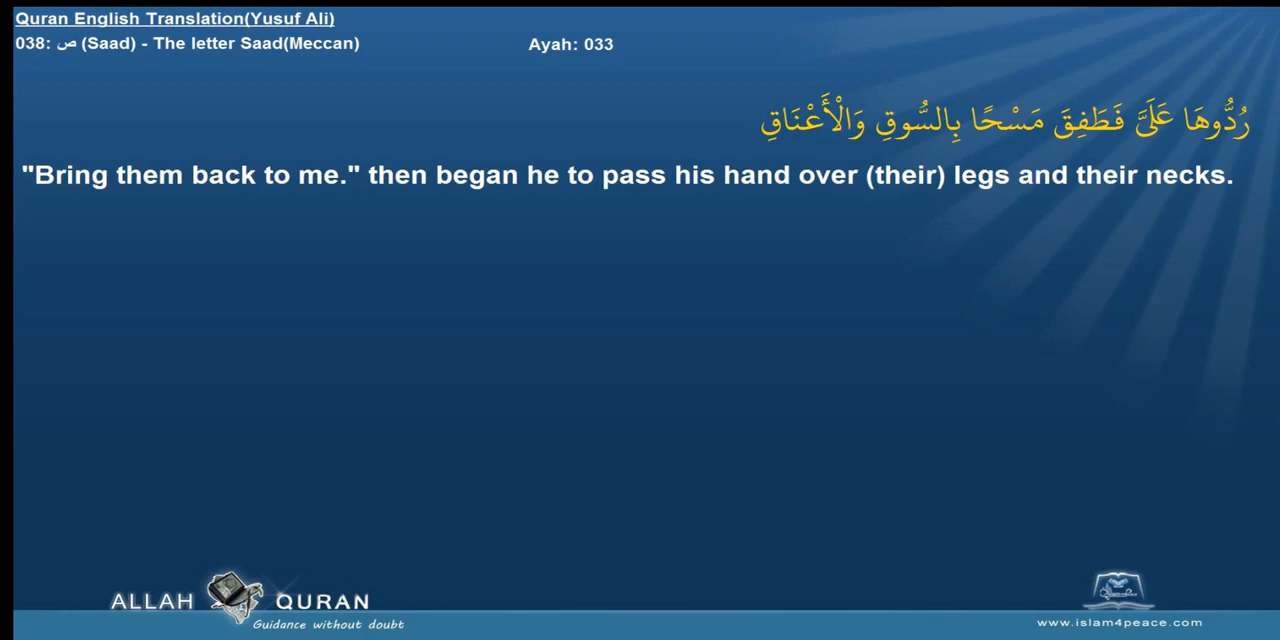 Quran English Translation(Yusuf Ali)
038: ص (Saad) - The letter Saad(Meccan) Ayah: 033
رُدُّوهَا عَلَىَّ فَطَفِقَ مَسْحًا بِالسُّوقِ وَالْأَعْنَاقِ
"Bring them back to me." then began he to pass his hand over (their) legs and their necks.
ALLAH QURAN
Guidance without doubt
www.islam4peace.com